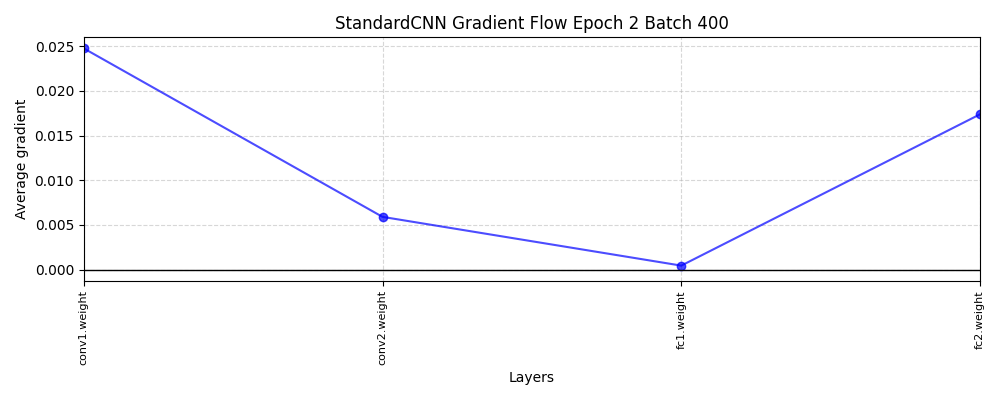 StandardCNN Gradient Flow Epoch 2 Batch 400
Average gradient
0.025
0.020
0.015
0.010
0.005
0.000
conv1.weight
conv2.weight
fc1.weight
fc2.weight
Layers